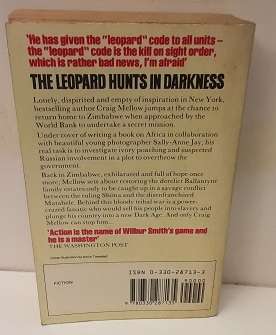 'He has given the "leopard" code to all units –
the "leopard" code is the kill on sight order,
which is rather bad news, I'm afraid'
THE LEOPARD HUNTS IN DARKNESS
Lonely, dispirited and empty of inspiration in New York,
bestselling author Craig Mellow jumps at the chance to
return home to Zimbabwe when approached by the
World Bank to undertake a secret mission.
Under cover of writing a book on Africa in collaboration
with beautiful young photographer Sally-Anne Jay, his
real task is to investigate ivory poaching and suspected
Russian involvement in a plot to overthrow the
government.
Back in Zimbabwe, exhilarated and full of hope once
more, Mellow sets about restoring the derelict Ballantyne
family estates only to be caught up in a savage conflict
between the ruling Shona and the disenfranchised
Matabele. Behind this bloody tribal war is a power-
crazed fanatic who would sell his people into slavery and
plunge his country into a new Dark Age. And only Craig
Mellow can stop him...
'Action is the name of Wilbur Smith's game and
he is a master'
THE WASHINGTON POST
FICTION
ISBN 0-330-28713-3
90000